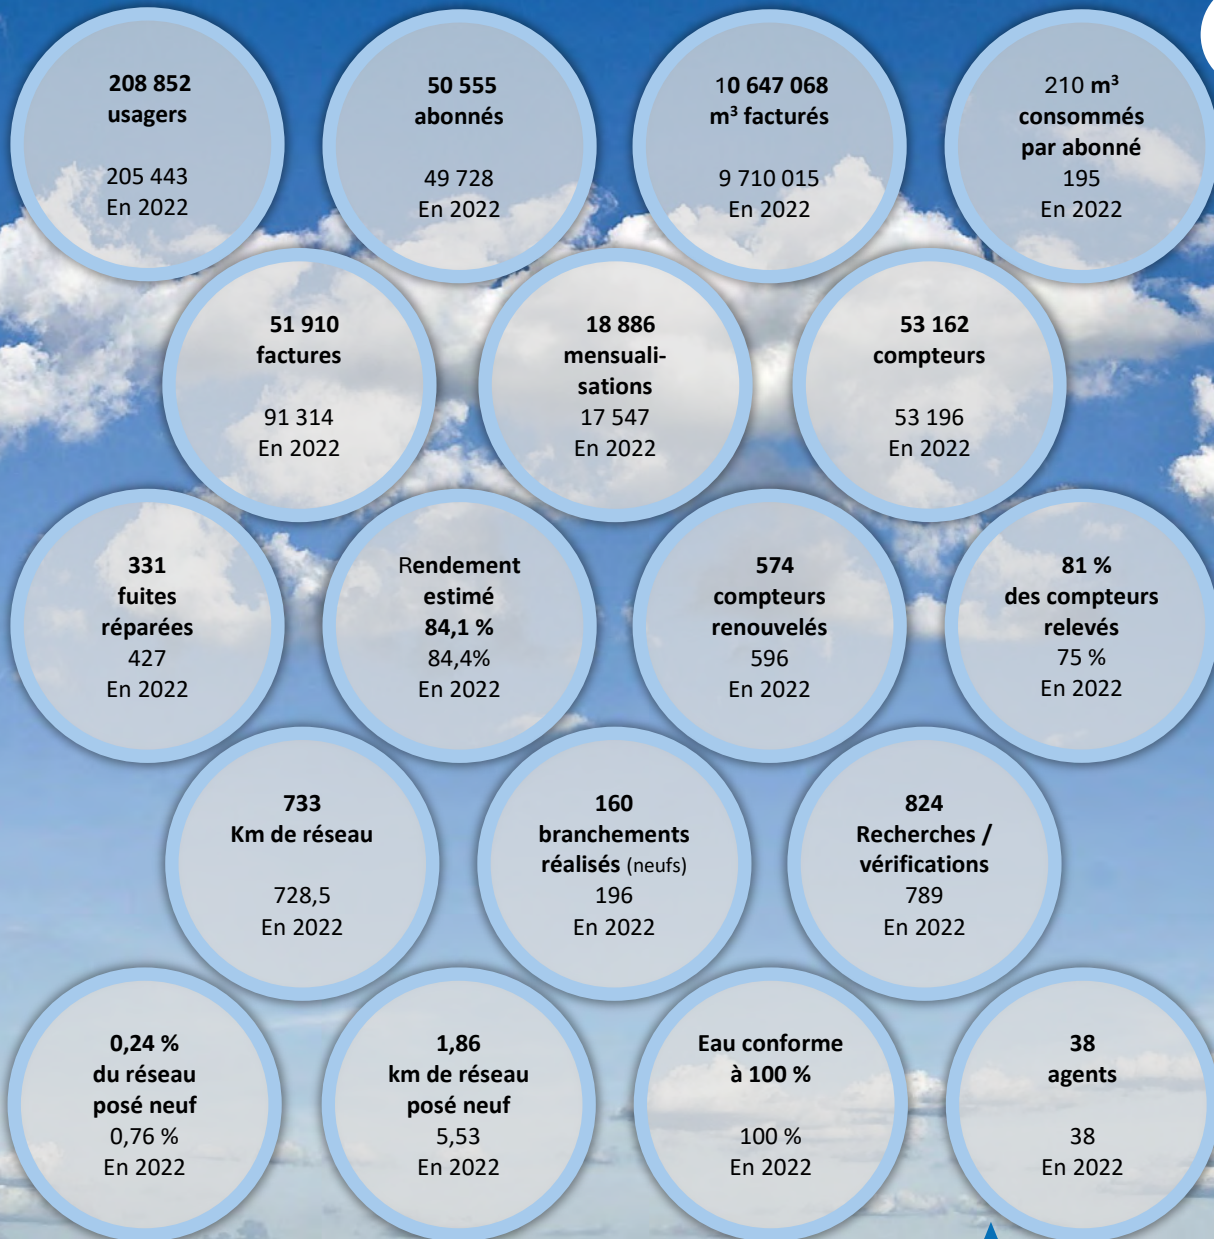 208 852
usagers
205 443
En 2022
50 555
abonnés
49 728
En 2022
10 647 068
m³ facturés
9 710 015
En 2022
210 m³
consommés
par abonné
195
En 2022
51 910
factures
91 314
En 2022
18 886
mensuali-
sations
17 547
En 2022
53 162
compteurs
53 196
En 2022
331
fuites
réparées
427
En 2022
Rendement
estimé
84,1 %
84,4%
En 2022
574
compteurs
renouvelés
596
En 2022
81 %
des compteurs
relevés
75 %
En 2022
733
Km de réseau
728,5
En 2022
160
branchements
réalisés (neufs)
196
En 2022
824
Recherches /
vérifications
789
En 2022
0,24 %
du réseau
posé neuf
0,76 %
En 2022
1,86
km de réseau
posé neuf
5,53
En 2022
Eau conforme
à 100 %
100 %
En 2022
38
agents
38
En 2022